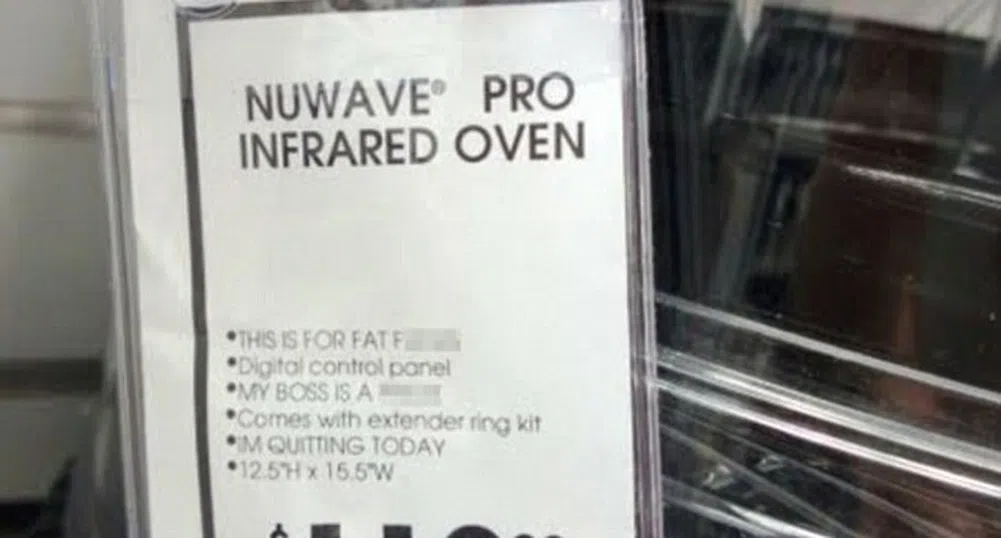 NUWAVE® PRO
INFRARED OVEN
•THIS IS FOR FAT F
•Digital control panel
•MY BOSS IS A
•Comes with extender ring kit
•IM QUITTING TODAY
•12.5"H x 15.5"W